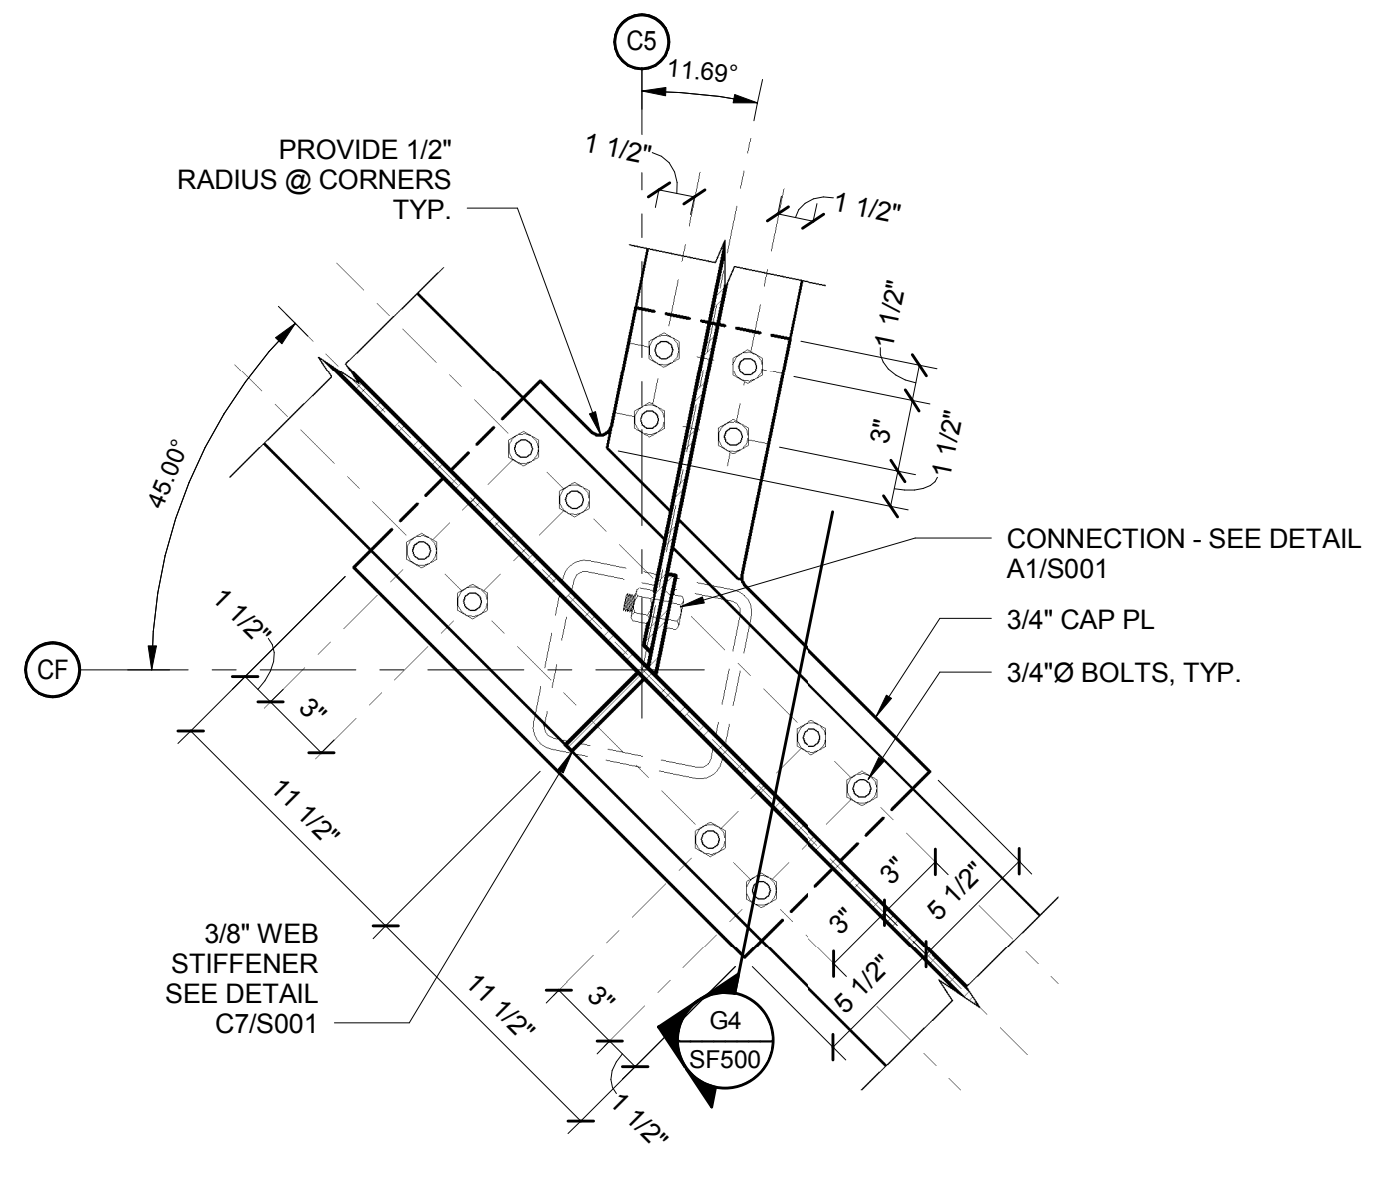 C5
11.69°
1 1/2"
1 1/2"
PROVIDE 1/2"
RADIUS @ CORNERS
TYP.
1 1/2"
3"
1 1/2"
45.00°
CONNECTION - SEE DETAIL
A1/S001
3/4" CAP PL
3/4"Ø BOLTS, TYP.
CF
1 1/2"
3"
11 1/2"
3"
5 1/2"
3"
5 1/2"
3/8" WEB
STIFFENER
SEE DETAIL
C7/S001
11 1/2"
3"
1 1/2"
G4
SF500